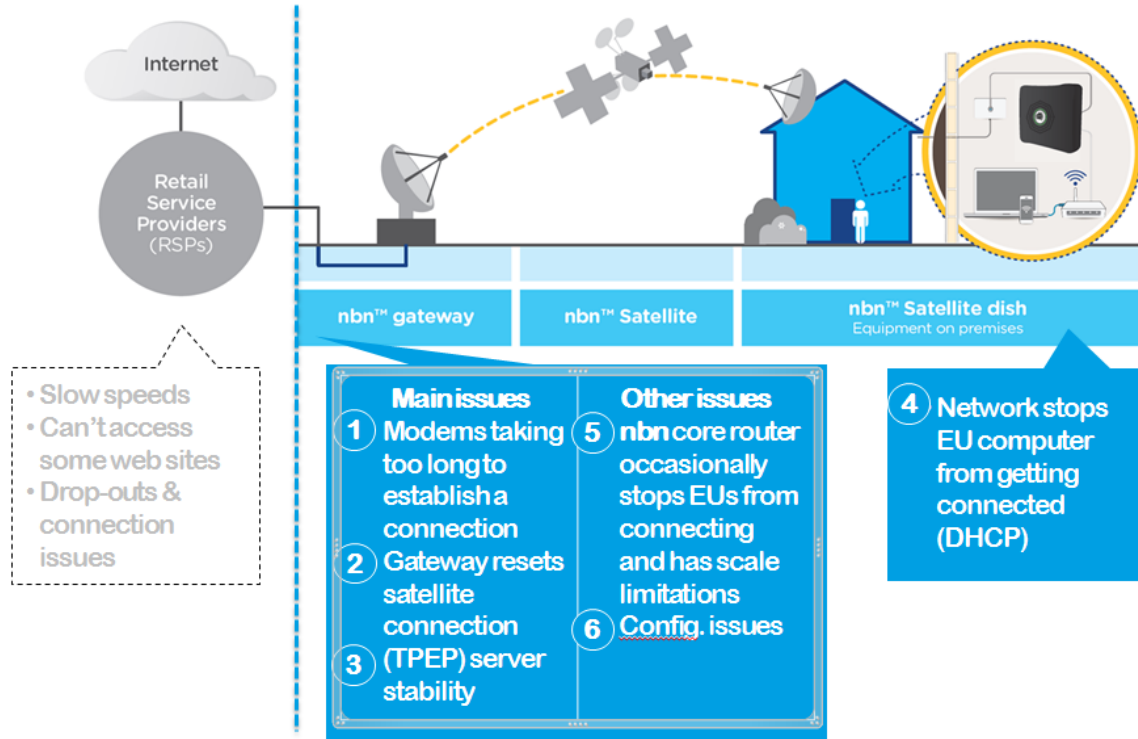 Internet
Retail
Service
Providers
(RSPs)
nbn™ gateway
nbn™ Satellite
nbn™ Satellite dish
Equipment on premises
• Slow speeds
• Can't access
some web sites
• Drop-outs &
connection
issues
Main issues
1 Modems taking
too long to
establish a
connection
2 Gateway resets
satellite
connection
3 (TPEP) server
stability
Other issues
5 nbn core router
occasionally
stops EUs from
connecting
and has scale
limitations
6 Config. issues
4 Network stops
EU computer
from getting
connected
(DHCP)